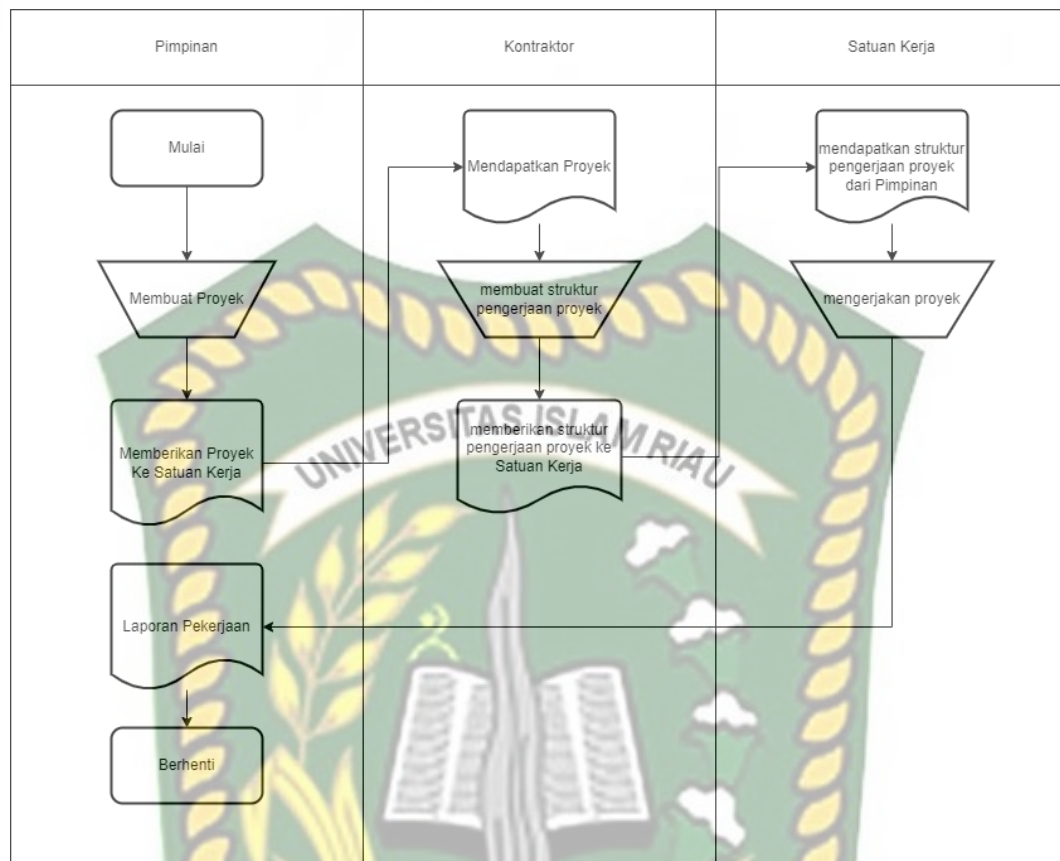 Pimpinan
Kontraktor
Satuan Kerja
Mulai
Membuat Proyek
Memberikan Proyek
Ke Satuan Kerja
Laporan Pekerjaan
Berhenti
Mendapatkan Proyek
membuat struktur
pengerjaan proyek
memberikan struktur
pengerjaan proyek ke
Satuan Kerja
mendapatkan struktur
pengerjaan proyek
dari Pimpinan
mengerjakan proyek
UNIVERSITAS ISLAM RIAU